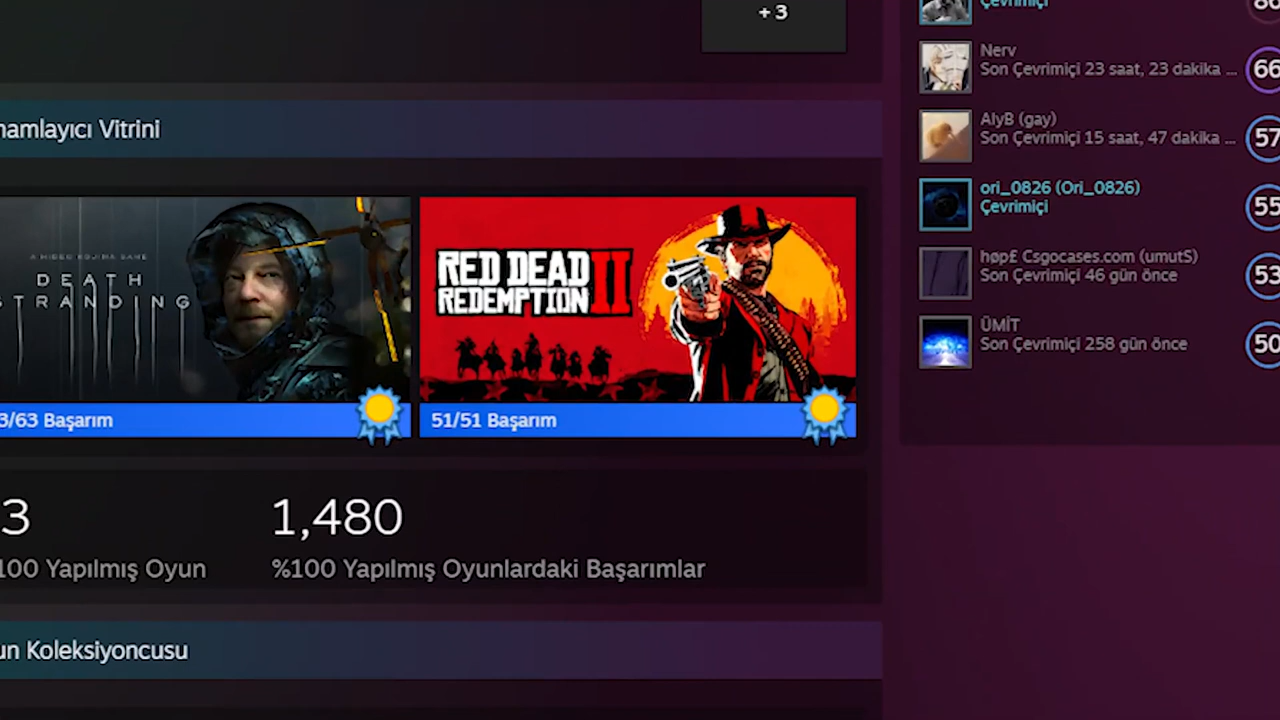 +3
Çevrimiçi
86
Nerv
Son Çevrimiçi 23 saat, 23 dakika ...
66
AlyB (gay)
Son Çevrimiçi 15 saat, 47 dakika ...
57
ori_0826 (Ori_0826)
Çevrimiçi
55
høp£ Csgocases.com (umutS)
Son Çevrimiçi 46 gün önce
53
ÜMİT
Son Çevrimiçi 258 gün önce
50
mamlayıcı Vitrini
A HIDEO KOJIMA GAME
DEATH
STRANDING
3/63 Başarım
RED DEAD
REDEMPTION II
51/51 Başarım
3
100 Yapılmış Oyun
1,480
%100 Yapılmış Oyunlardaki Başarımlar
un Koleksiyoncusu